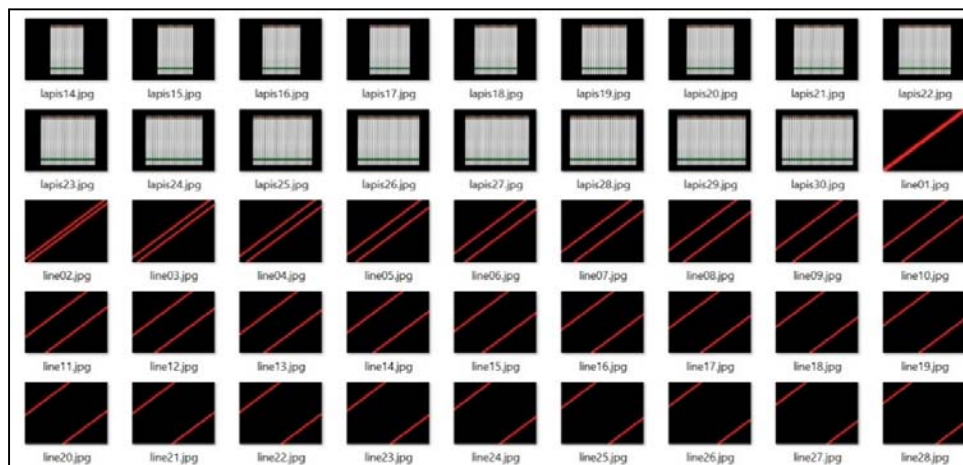 lapis14.jpg lapis15.jpg lapis16.jpg lapis17.jpg lapis18.jpg lapis19.jpg lapis20.jpg lapis21.jpg lapis22.jpg
lapis23.jpg lapis24.jpg lapis25.jpg lapis26.jpg lapis27.jpg lapis28.jpg lapis29.jpg lapis30.jpg line01.jpg
line02.jpg line03.jpg line04.jpg line05.jpg line06.jpg line07.jpg line08.jpg line09.jpg line10.jpg
line11.jpg line12.jpg line13.jpg line14.jpg line15.jpg line16.jpg line17.jpg line18.jpg line19.jpg
line20.jpg line21.jpg line22.jpg line23.jpg line24.jpg line25.jpg line26.jpg line27.jpg line28.jpg